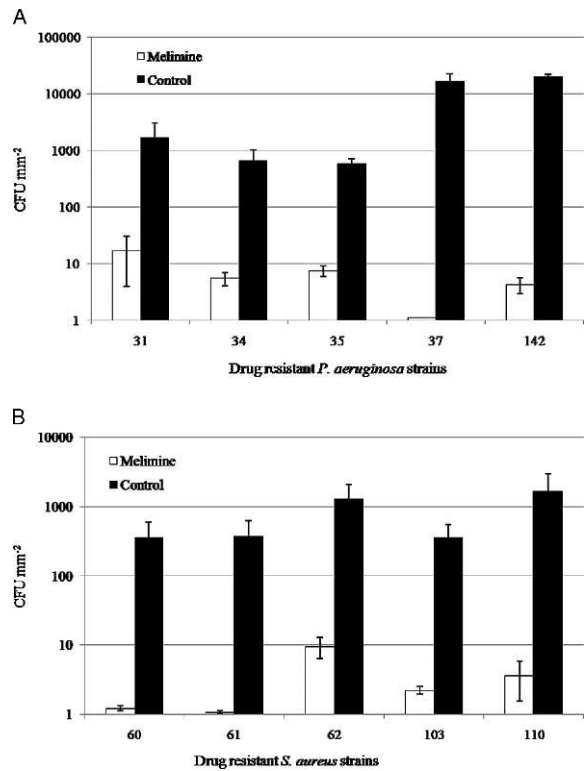 A
100000
10000
1000
100
10
1
CFU mm-2
Melimine
Control
31 34 35 37 142
Drug resistant P. aeruginosa strains
B
10000
1000
100
10
1
CFU mm-2
Melimine
Control
60 61 62 103 110
Drug resistant S. aureus strains